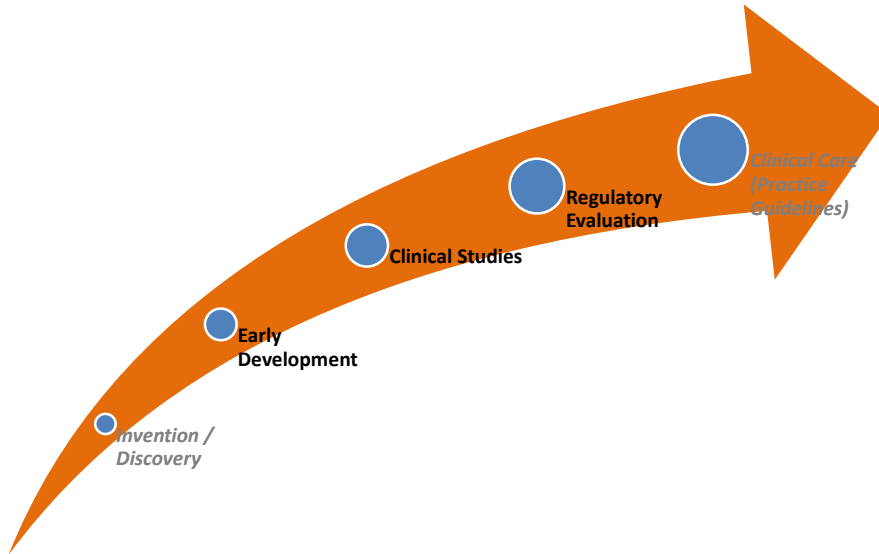 Clinical Care
(Practice
Guidelines)
Regulatory
Evaluation
Clinical Studies
Early
Development
Invention /
Discovery